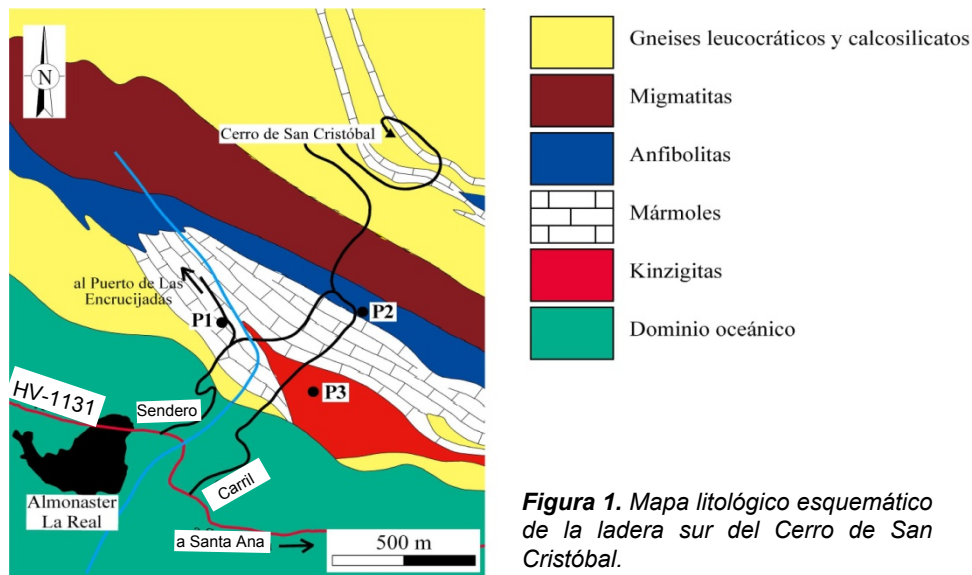 N
Cerro de San Cristóbal
al Puerto de Las
Encrucijadas
P1
P2
P3
HV-1131
Sendero
Carril
Almonaster
La Real
a Santa Ana
500 m
Gneises leucocráticos y calcosilicatos
Migmatitas
Anfibolitas
Mármoles
Kinzigitas
Dominio oceánico
Figura 1. Mapa litológico esquemático
de la ladera sur del Cerro de San
Cristóbal.